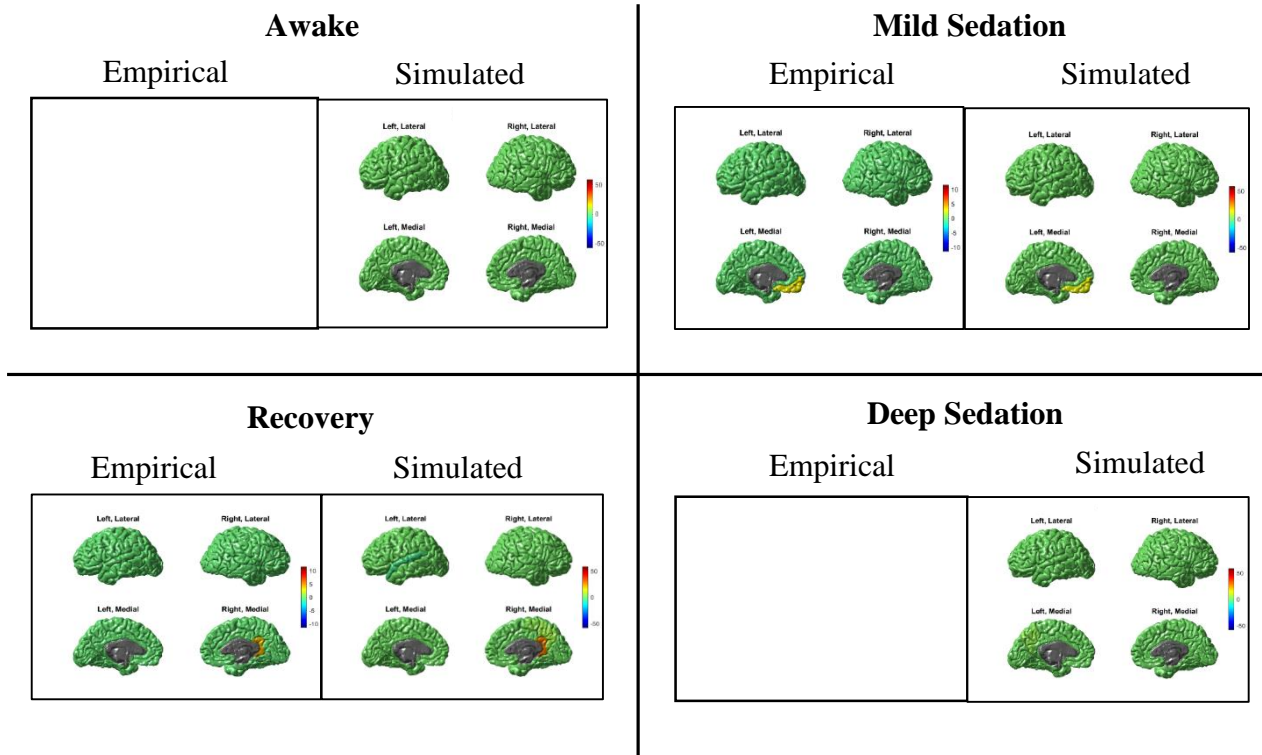 Awake
Empirical Simulated
Left, Lateral Right, Lateral
50
0
-50
Left, Medial Right, Medial
Mild Sedation
Empirical Simulated
Left, Lateral Right, Lateral
10
5
0
-5
-10
Left, Medial Right, Medial
Left, Lateral Right, Lateral
50
0
-50
Left, Medial Right, Medial
Recovery
Empirical Simulated
Left, Lateral Right, Lateral
10
5
0
-5
-10
Left, Medial Right, Medial
Left, Lateral Right, Lateral
50
0
-50
Left, Medial Right, Medial
Deep Sedation
Empirical Simulated
Left, Lateral Right, Lateral
50
0
-50
Left, Medial Right, Medial